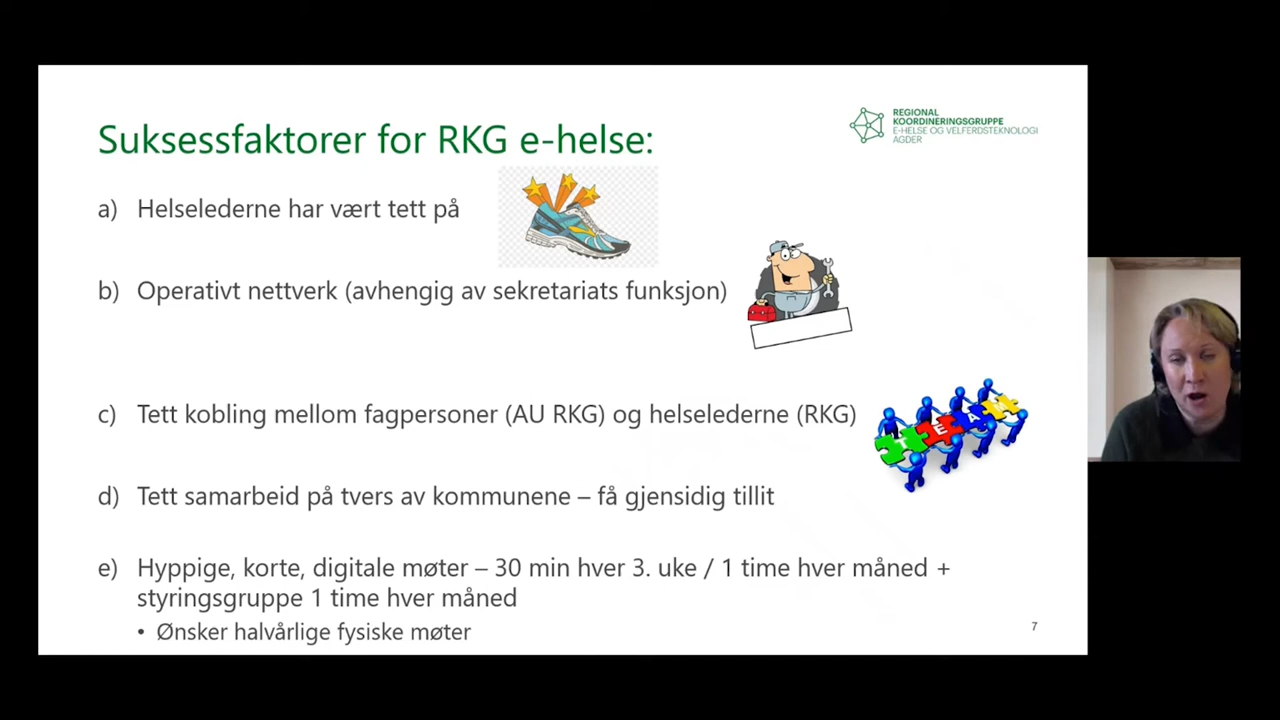 Suksessfaktorer for RKG e-helse:
REGIONAL
KOORDINERINGSGRUPPE
E-HELSE OG VELFERDSTEKNOLOGI
AGDER
a) Helselederne har vært tett på
b) Operativt nettverk (avhengig av sekretariats funksjon)
c) Tett kobling mellom fagpersoner (AU RKG) og helselederne (RKG)
TEAM
d) Tett samarbeid på tvers av kommunene – få gjensidig tillit
e) Hyppige, korte, digitale møter – 30 min hver 3. uke / 1 time hver måned +
styringsgruppe 1 time hver måned
• Ønsker halvårlige fysiske møter
7